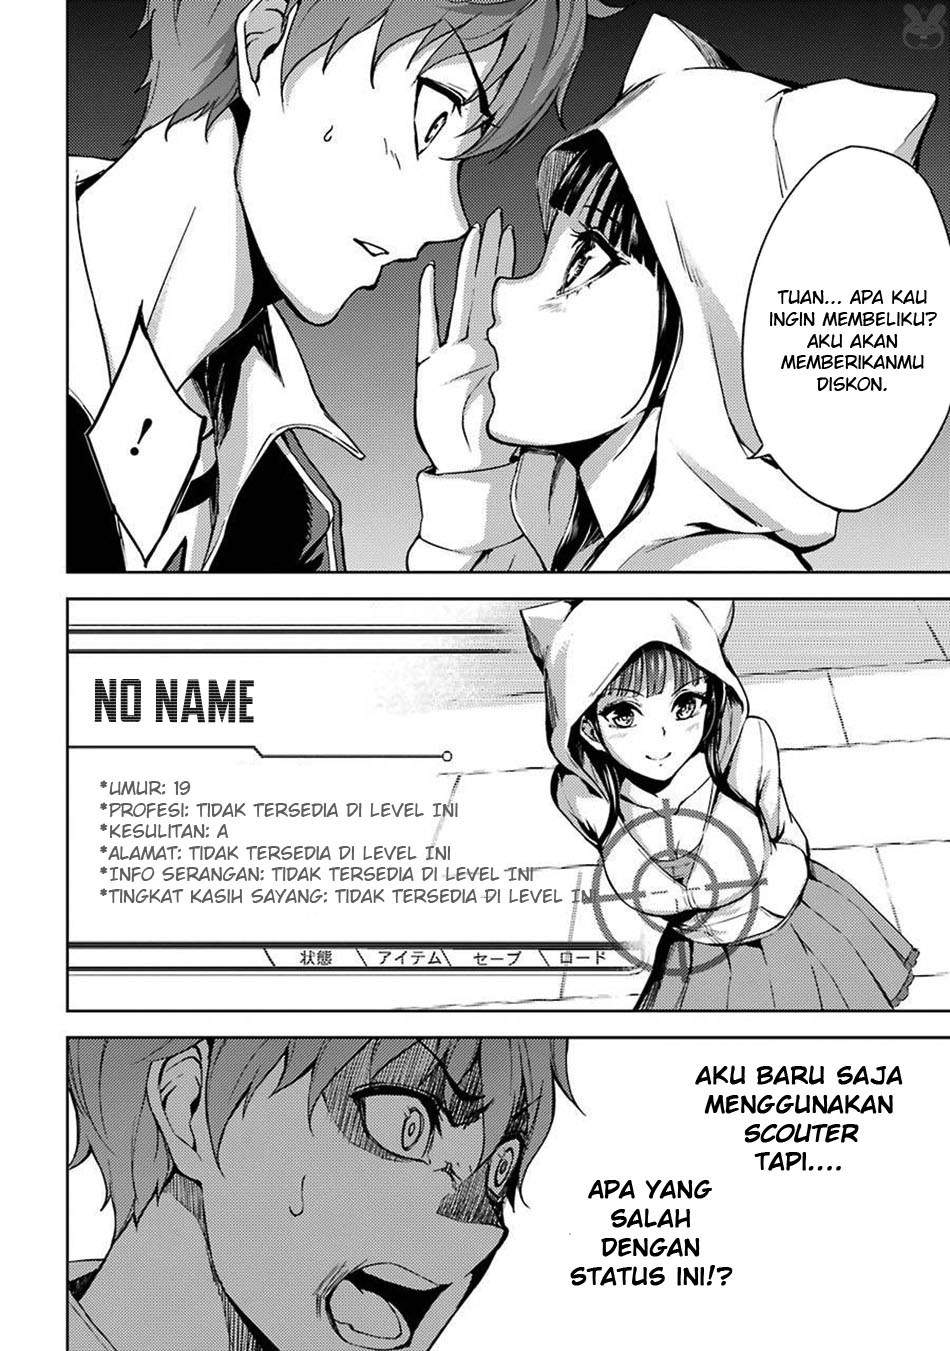 TUAN... APA KAU
INGIN MEMBELIKU?
AKU AKAN
MEMBERIKANMU
DISKON.
!
NO NAME
*UMUR: 19
*PROFESI: TIDAK TERSEDIA DI LEVEL INI
*KESULITAN: A
*ALAMAT: TIDAK TERSEDIA DI LEVEL INI
*INFO SERANGAN: TIDAK TERSEDIA DI LEVEL INI
*TINGKAT KASIH SAYANG: TIDAK TERSEDIA DI LEVEL IN
状態 アイテム セーブ ロード
AKU BARU SAJA
MENGGUNAKAN
SCOUTER
TAPI....
APA YANG
SALAH
DENGAN
STATUS INI!?